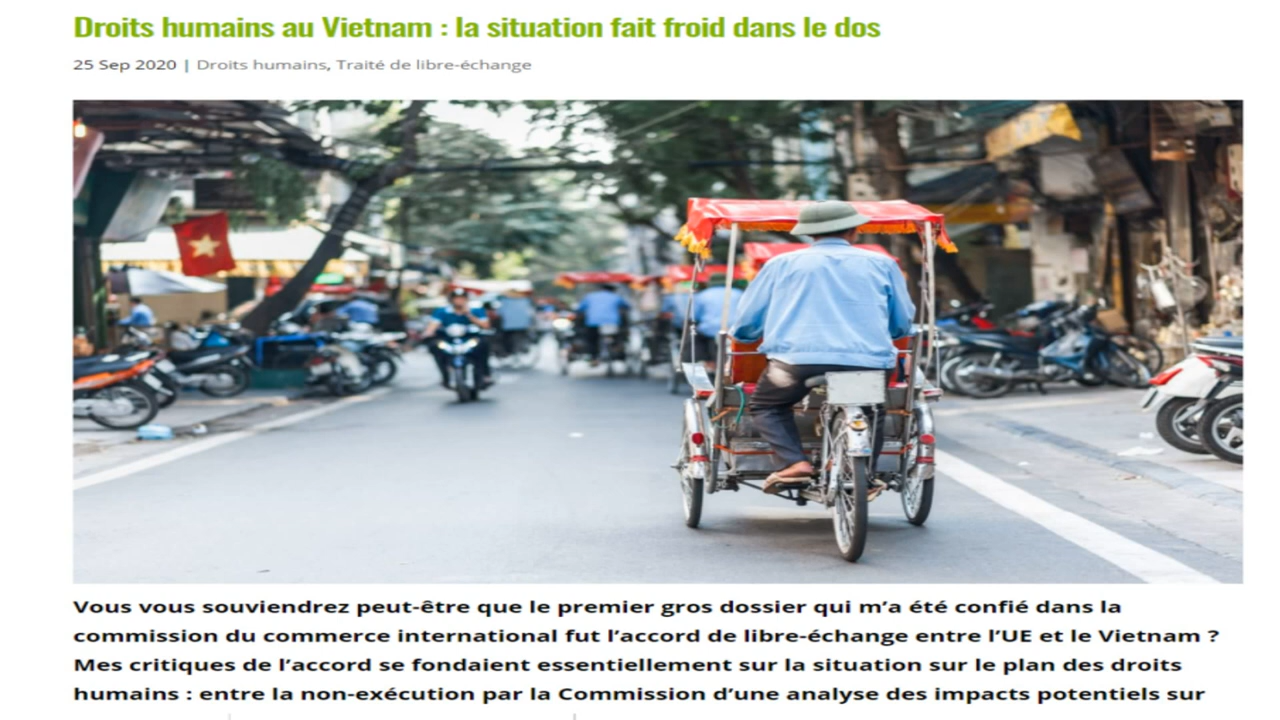 Droits humains au Vietnam : la situation fait froid dans le dos
25 Sep 2020 | Droits humains, Traité de libre-échange
Vous vous souviendrez peut-être que le premier gros dossier qui m’a été confié dans la
commission du commerce international fut l’accord de libre-échange entre l’UE et le Vietnam ?
Mes critiques de l’accord se fondaient essentiellement sur la situation sur le plan des droits
humains : entre la non-exécution par la Commission d’une analyse des impacts potentiels sur